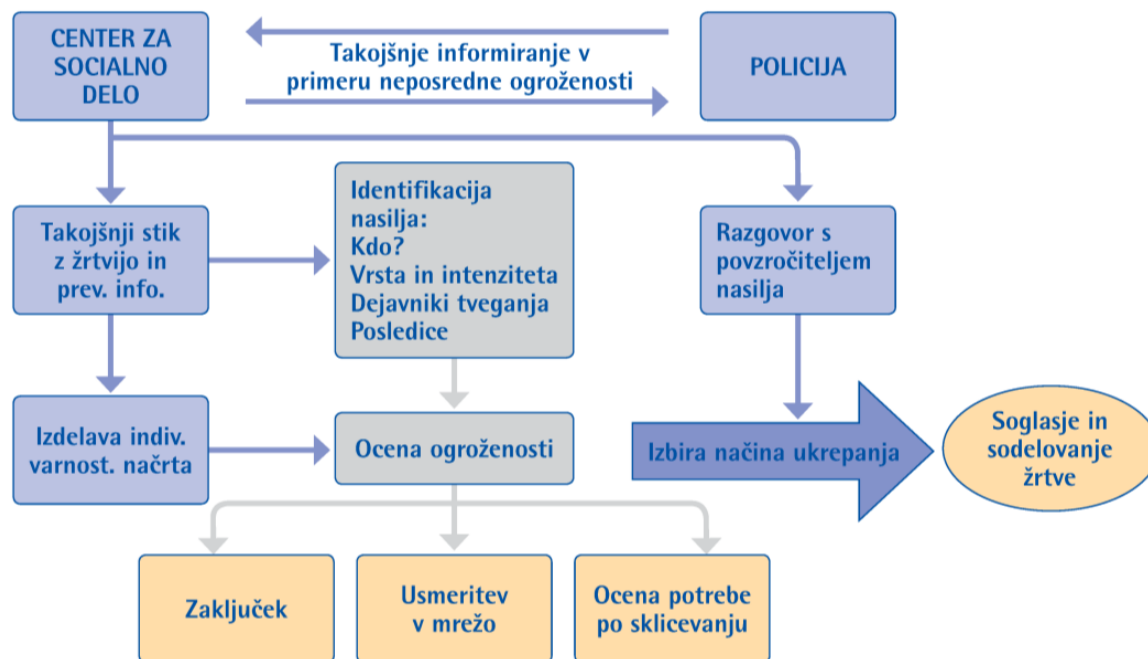 CENTER ZA
SOCIALNO
DELO
Takojšnje informiranje v
primeru neposredne ogroženosti
POLICIJA
Takojšnji stik
z žrtvijo in
prev. info.
Identifikacija
nasilja:
Kdo?
Vrsta in intenziteta
Dejavniki tveganja
Posledice
Razgovor s
povzročiteljem
nasilja
Izdelava indiv.
varnost. načrta
Ocena ogroženosti
Izbira načina ukrepanja
Soglasje in
sodelovanje
žrtve
Zaključek
Usmeritev
v mrežo
Ocena potrebe
po sklicevanju